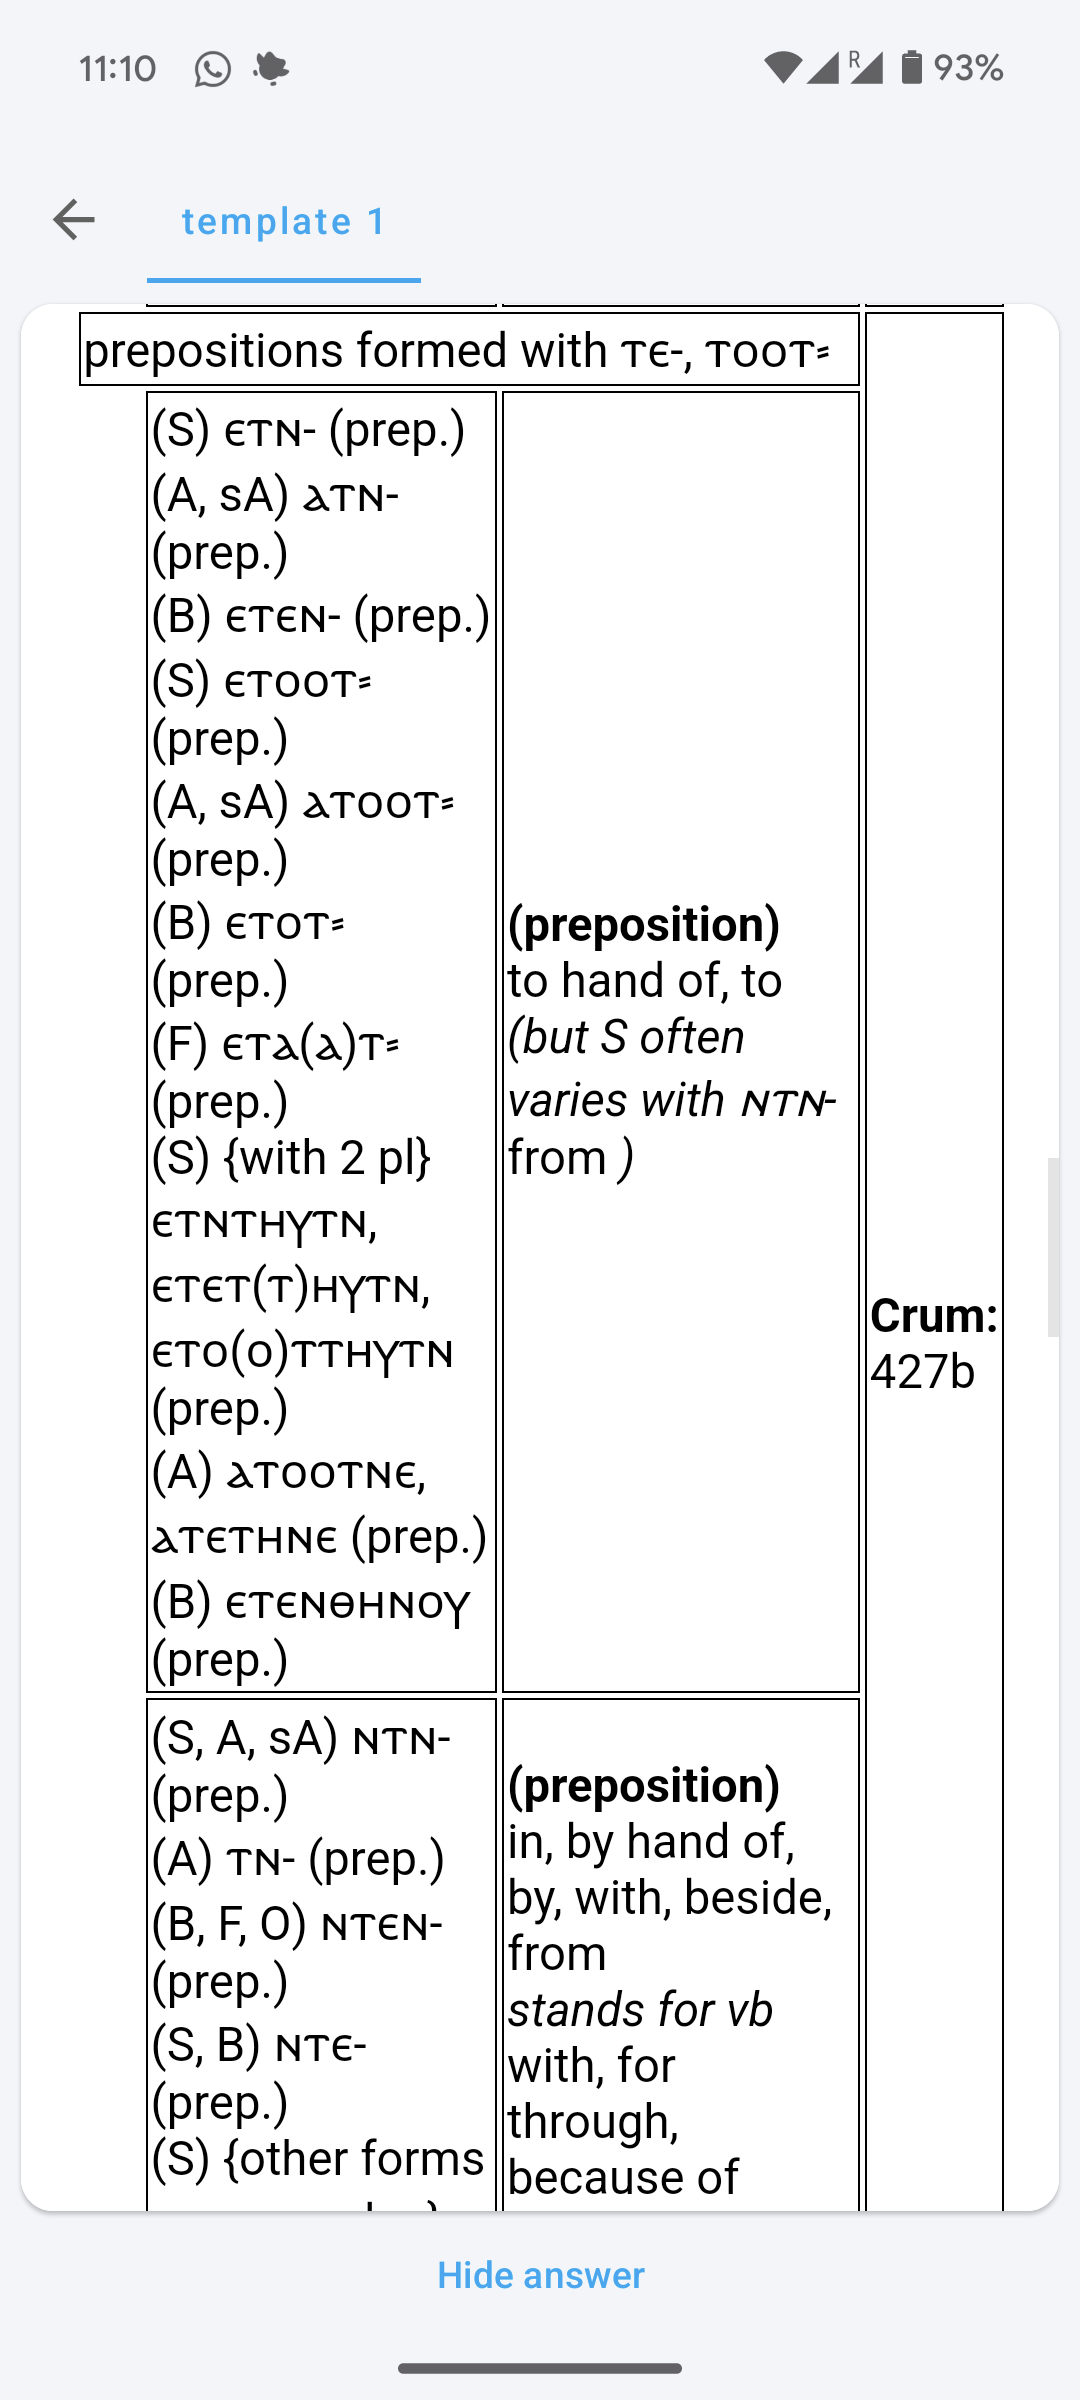 11:10
R
93%
template 1
prepositions formed with ⲧⲉ-, ⲧⲟⲟⲧ⸗
(S) ⲉⲧⲛ- (prep.)
(A, sA) ⲁⲧⲛ-
(prep.)
(B) ⲉⲧⲉⲛ- (prep.)
(S) ⲉⲧⲟⲟⲧ⸗
(prep.)
(A, sA) ⲁⲧⲟⲟⲧ⸗
(prep.)
(B) ⲉⲧⲟⲧ⸗
(prep.)
(F) ⲉⲧⲁ(ⲁ)ⲧ⸗
(prep.)
(S) {with 2 pl}
ⲉⲧⲛⲧⲏⲩⲧⲛ,
ⲉⲧⲉⲧ(ⲧ)ⲏⲩⲧⲛ,
ⲉⲧⲟ(ⲟ)ⲧⲧⲏⲩⲧⲛ
(prep.)
(A) ⲁⲧⲟⲟⲧⲛⲉ,
ⲁⲧⲉⲧⲏⲛⲉ (prep.)
(B) ⲉⲧⲉⲛⲑⲏⲛⲟⲩ
(prep.)
(preposition)
to hand of, to
(but S often
varies with ⲛⲧⲛ-
from )
Crum:
427b
(S, A, sA) ⲛⲧⲛ-
(prep.)
(A) ⲧⲛ- (prep.)
(B, F, O) ⲛⲧⲉⲛ-
(prep.)
(S, B) ⲛⲧⲉ-
(prep.)
(S) {other forms
(preposition)
in, by hand of,
by, with, beside,
from
stands for vb
with, for
through,
because of
Hide answer